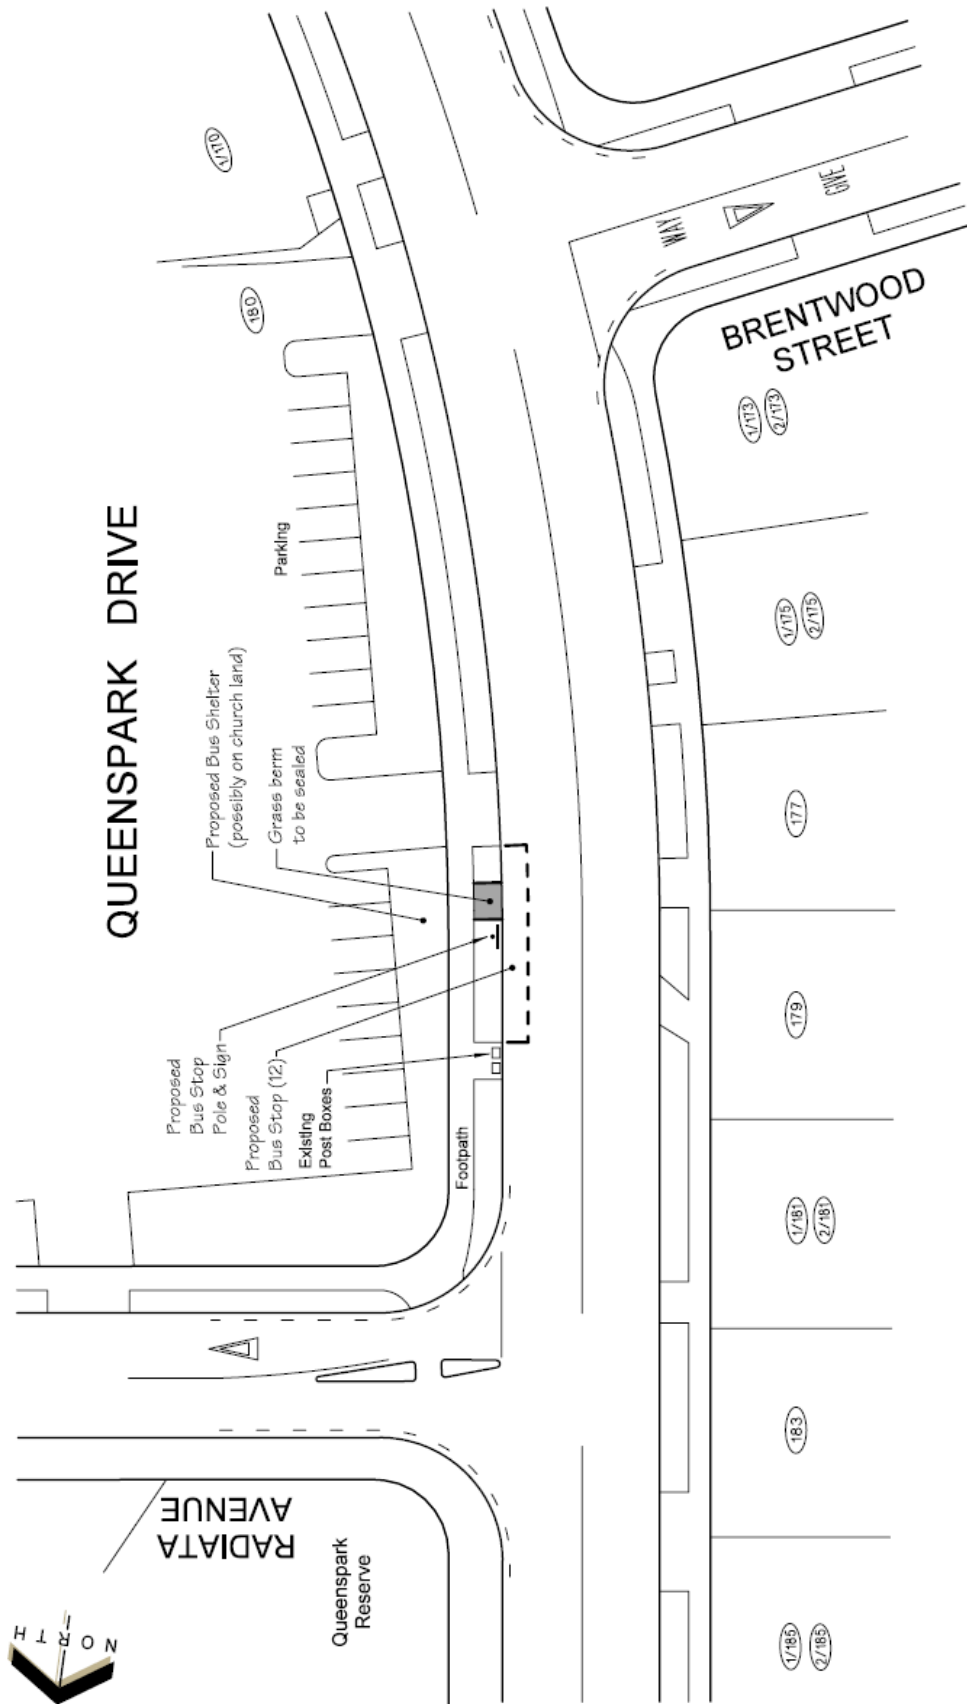 QUEENSPARK DRIVE
1/170
180
Parking
Proposed Bus Shelter
(possibly on church land)
Grass berm
to be sealed
Proposed
Bus Stop
Pole & Sign
Proposed
Bus Stop (12)
Existing
Post Boxes
Footpath
WAY
GIVE
BRENTWOOD
STREET
1/173
2/173
1/175
2/175
177
179
1/181
2/181
183
1/185
2/185
RADIATA
AVENUE
Queenspark
Reserve
NORTH